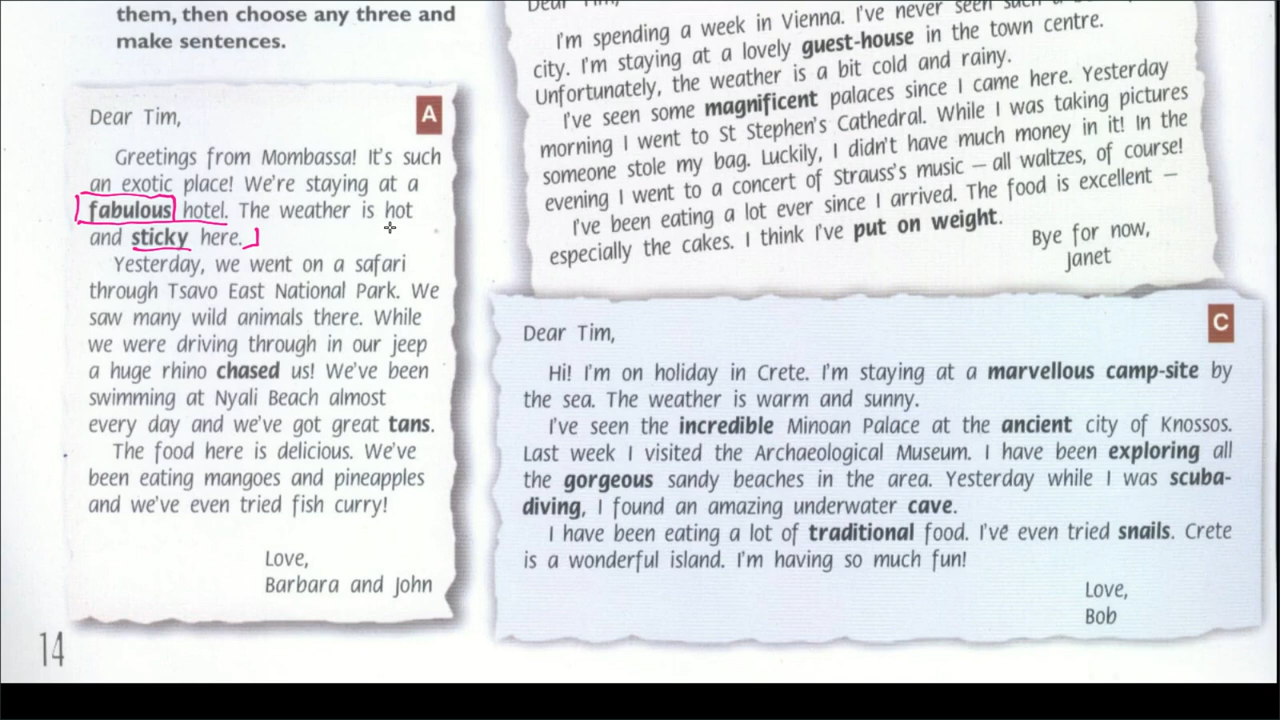 them, then choose any three and
make sentences.
A
Dear Tim,
Greetings from Mombassa! It's such
an exotic place! We're staying at a
fabulous hotel. The weather is hot
and sticky here.
Yesterday, we went on a safari
through Tsavo East National Park. We
saw many wild animals there. While
we were driving through in our jeep
a huge rhino chased us! We've been
swimming at Nyali Beach almost
every day and we've got great tans.
The food here is delicious. We've
been eating mangoes and pineapples
and we've even tried fish curry!
Love,
Barbara and John
14
Dear Tim,
I'm spending a week in Vienna. I've never seen such a
city. I'm staying at a lovely guest-house in the town centre.
Unfortunately, the weather is a bit cold and rainy.
I've seen some magnificent palaces since I came here. Yesterday
morning I went to St Stephen's Cathedral. While I was taking pictures
someone stole my bag. Luckily, I didn't have much money in it! In the
evening I went to a concert of Strauss's music – all waltzes, of course!
I've been eating a lot ever since I arrived. The food is excellent –
especially the cakes. I think I've put on weight.
Bye for now,
Janet
C
Dear Tim,
Hi! I'm on holiday in Crete. I'm staying at a marvellous camp-site by
the sea. The weather is warm and sunny.
I've seen the incredible Minoan Palace at the ancient city of Knossos.
Last week I visited the Archaeological Museum. I have been exploring all
the gorgeous sandy beaches in the area. Yesterday while I was scuba-
diving, I found an amazing underwater cave.
I have been eating a lot of traditional food. I've even tried snails. Crete
is a wonderful island. I'm having so much fun!
Love,
Bob